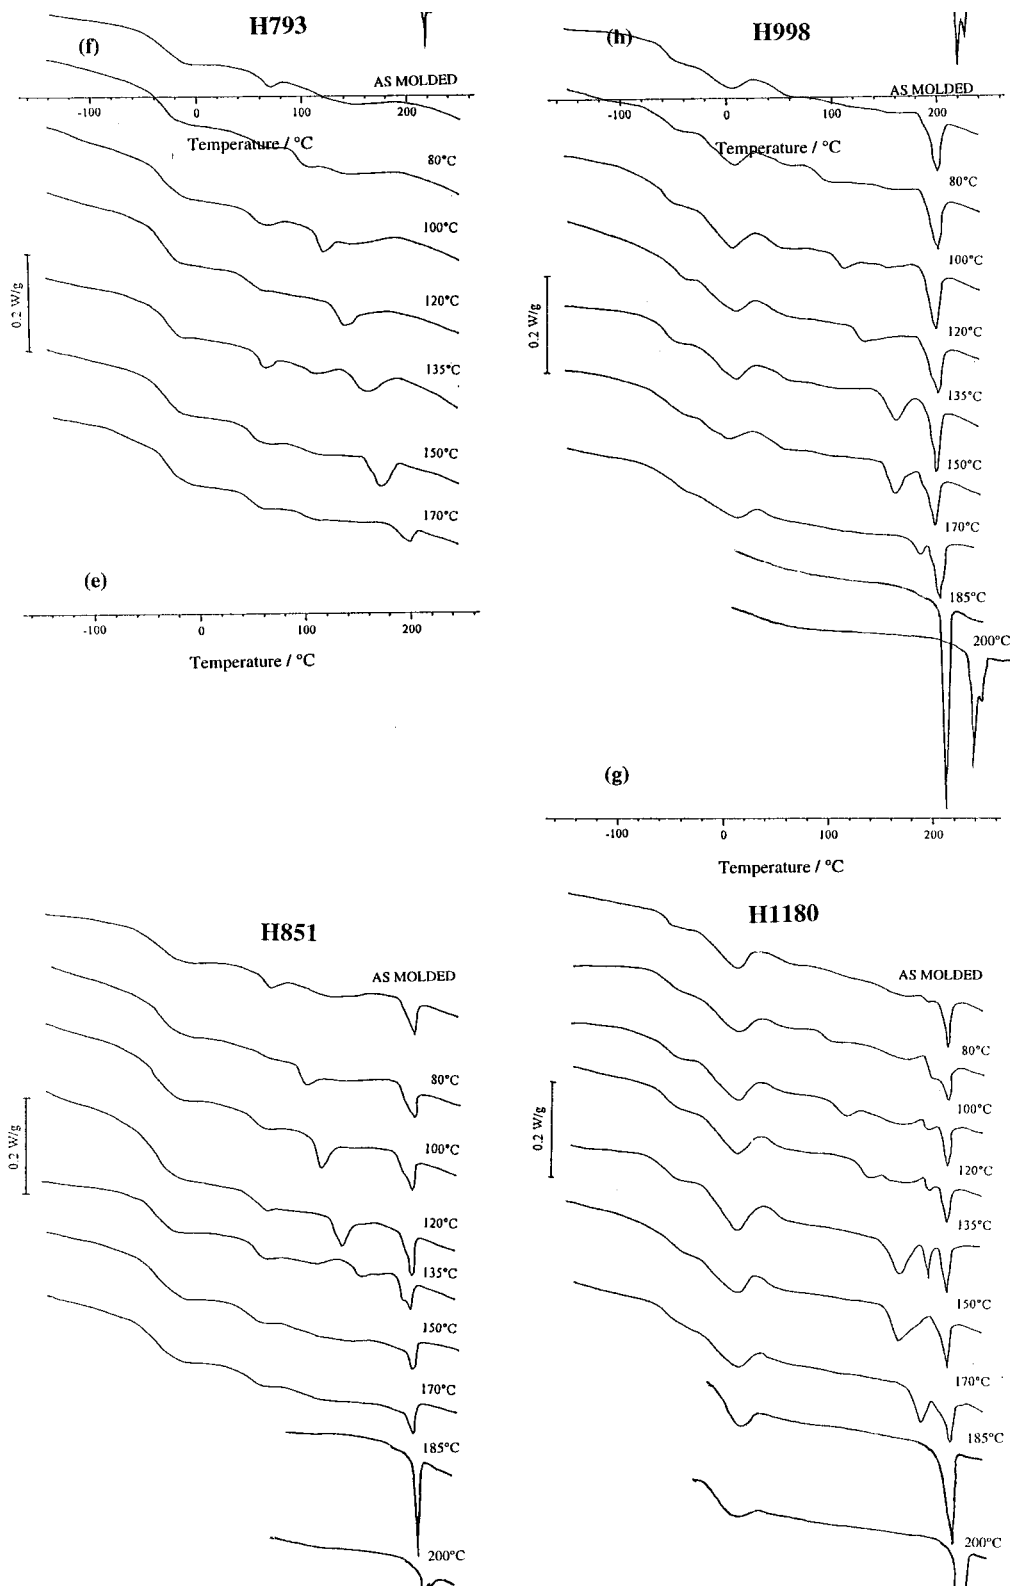 H793
(f)
AS MOLDED
-100
0
100
200
Temperature / °C
80°C
100°C
120°C
0.2 W/g
135°C
150°C
170°C
(e)
-100
0
100
200
Temperature / °C
H998
(h)
AS MOLDED
-100
0
100
200
Temperature / °C
80°C
100°C
120°C
0.2 W/g
135°C
150°C
170°C
185°C
200°C
(g)
-100
0
100
200
Temperature / °C
H851
AS MOLDED
80°C
0.2 W/g
100°C
120°C
135°C
150°C
170°C
185°C
200°C
H1180
AS MOLDED
80°C
0.2 W/g
100°C
120°C
135°C
150°C
170°C
185°C
200°C